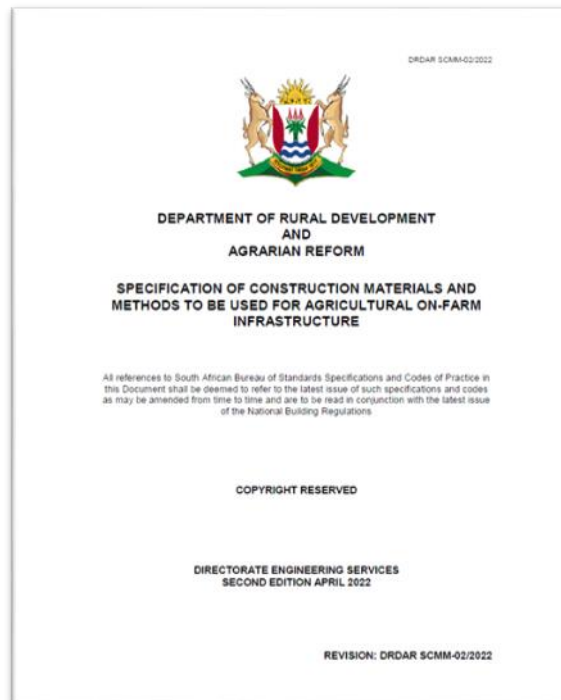 DRDAR SCMM-02/2022
DEPARTMENT OF RURAL DEVELOPMENT
AND
AGRARIAN REFORM
SPECIFICATION OF CONSTRUCTION MATERIALS AND
METHODS TO BE USED FOR AGRICULTURAL ON-FARM
INFRASTRUCTURE
All references to South African Bureau of Standards Specifications and Codes of Practice in
this Document shall be deemed to refer to the latest issue of such specifications and codes
as may be amended from time to time and are to be read in conjunction with the latest issue
of the National Building Regulations
COPYRIGHT RESERVED
DIRECTORATE ENGINEERING SERVICES
SECOND EDITION APRIL 2022
REVISION: DRDAR SCMM-02/2022